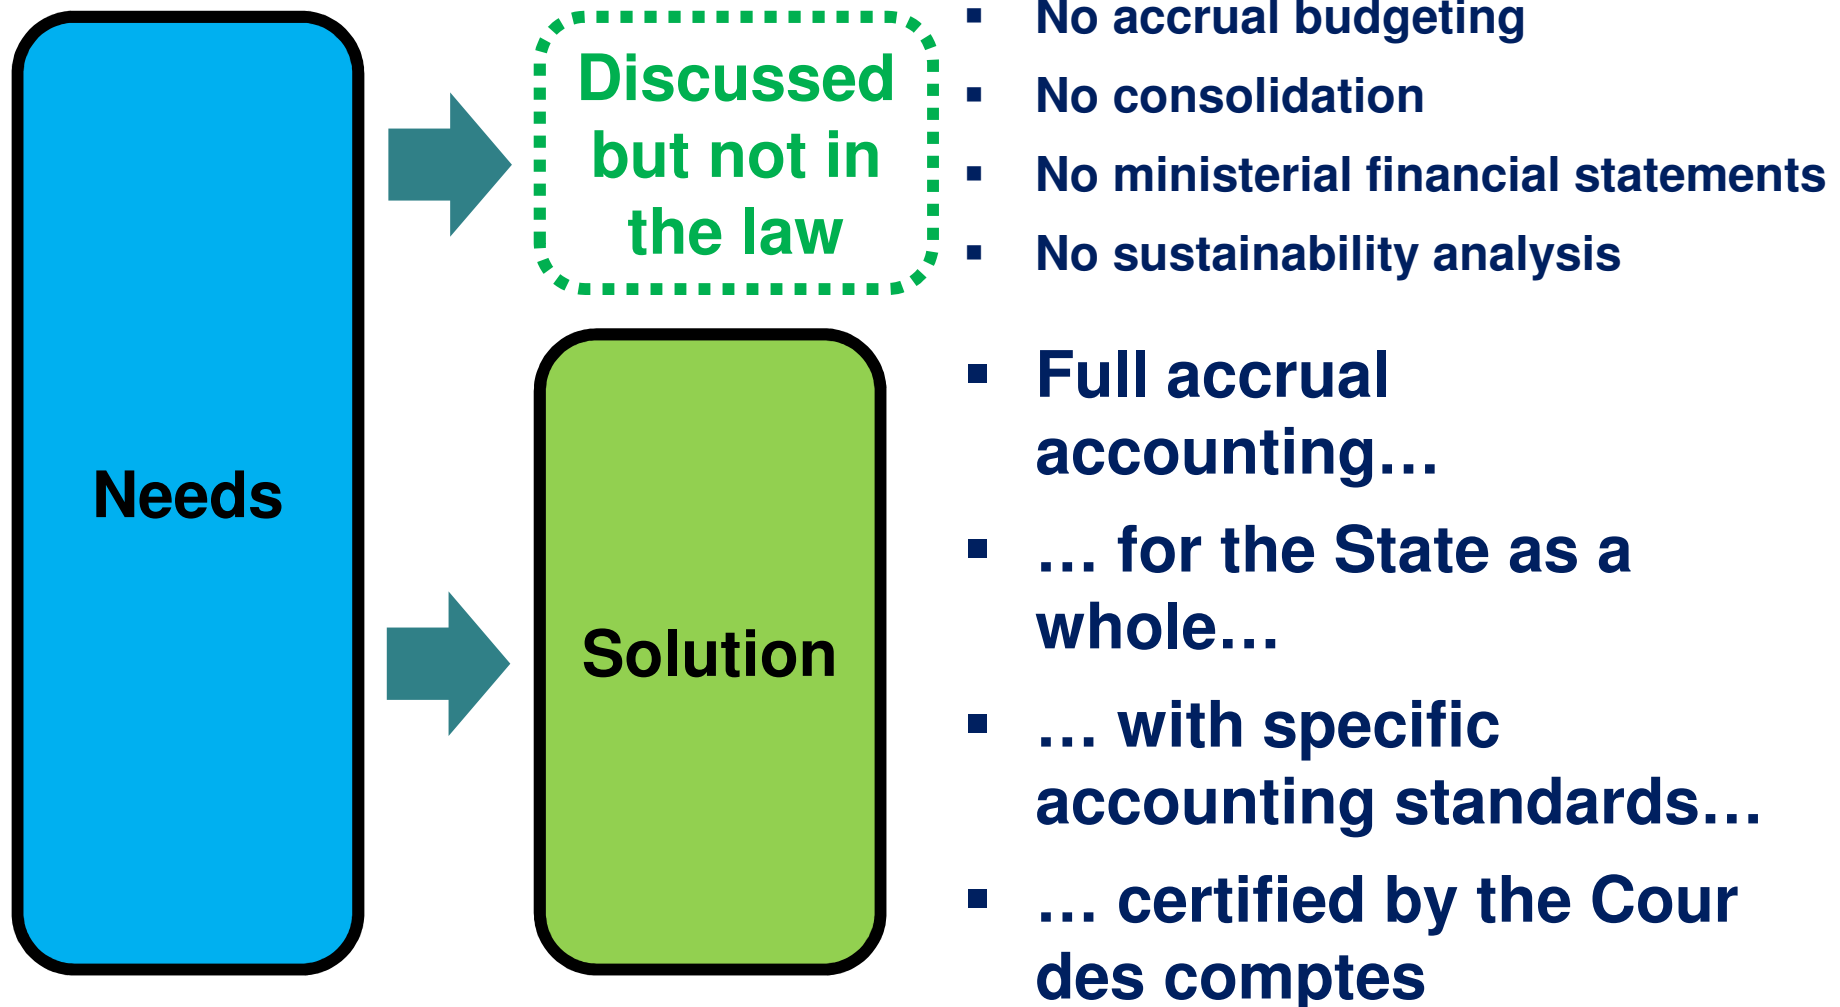 Needs
Discussed
but not in
the law
▪ No accrual budgeting
▪ No consolidation
▪ No ministerial financial statements
▪ No sustainability analysis
Solution
▪ Full accrual
accounting…
▪ … for the State as a
whole…
▪ … with specific
accounting standards…
▪ … certified by the Cour
des comptes